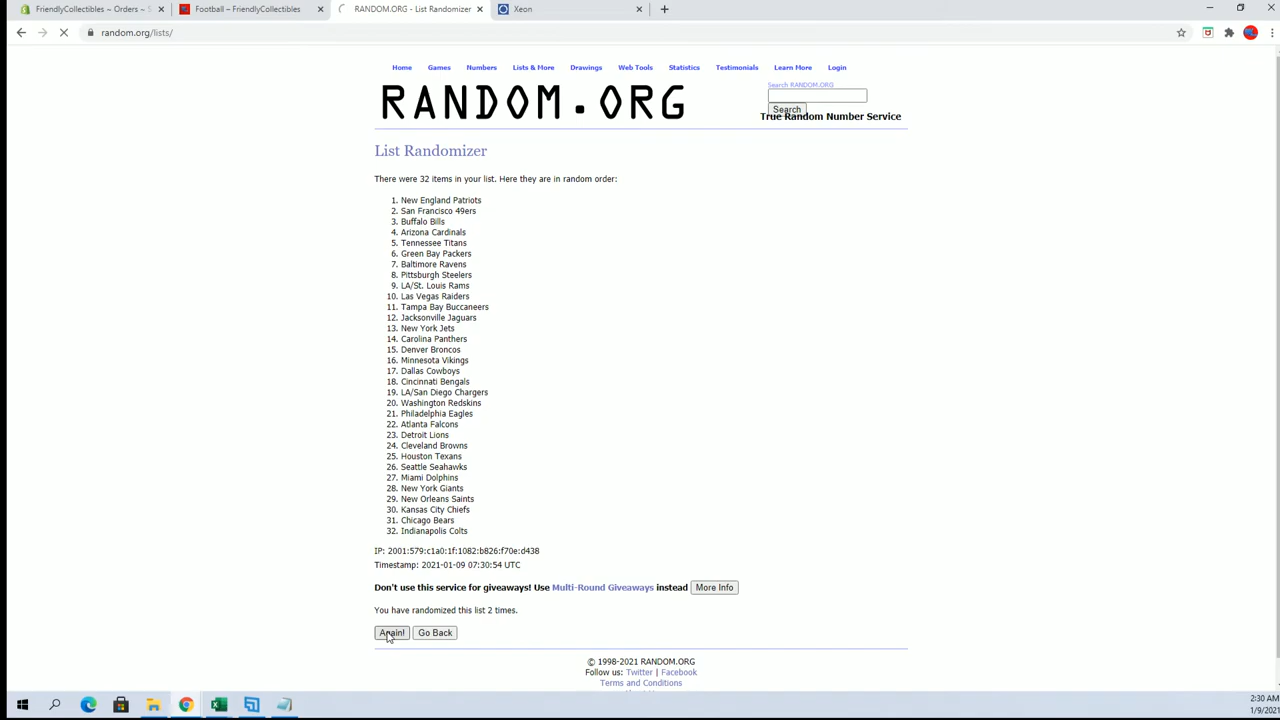 FriendlyCollectibles ~ Orders ~ S
Football – FriendlyCollectibles
RANDOM.ORG - List Randomizer
Xeon
random.org/lists/
Home Games Numbers Lists & More Drawings Web Tools Statistics Testimonials Learn More Login
RANDOM.ORG
Search RANDOM.ORG
Search
True Random Number Service
List Randomizer
There were 32 items in your list. Here they are in random order:
1. New England Patriots
2. San Francisco 49ers
3. Buffalo Bills
4. Arizona Cardinals
5. Tennessee Titans
6. Green Bay Packers
7. Baltimore Ravens
8. Pittsburgh Steelers
9. LA/St. Louis Rams
10. Las Vegas Raiders
11. Tampa Bay Buccaneers
12. Jacksonville Jaguars
13. New York Jets
14. Carolina Panthers
15. Denver Broncos
16. Minnesota Vikings
17. Dallas Cowboys
18. Cincinnati Bengals
19. LA/San Diego Chargers
20. Washington Redskins
21. Philadelphia Eagles
22. Atlanta Falcons
23. Detroit Lions
24. Cleveland Browns
25. Houston Texans
26. Seattle Seahawks
27. Miami Dolphins
28. New York Giants
29. New Orleans Saints
30. Kansas City Chiefs
31. Chicago Bears
32. Indianapolis Colts
IP: 2001:579:c1a0:1f:1082:b826:f70e:d438
Timestamp: 2021-01-09 07:30:54 UTC
Don't use this service for giveaways! Use Multi-Round Giveaways instead More Info
You have randomized this list 2 times.
Again! Go Back
© 1998-2021 RANDOM.ORG
Follow us: Twitter | Facebook
Terms and Conditions
2:30 AM
1/9/2021